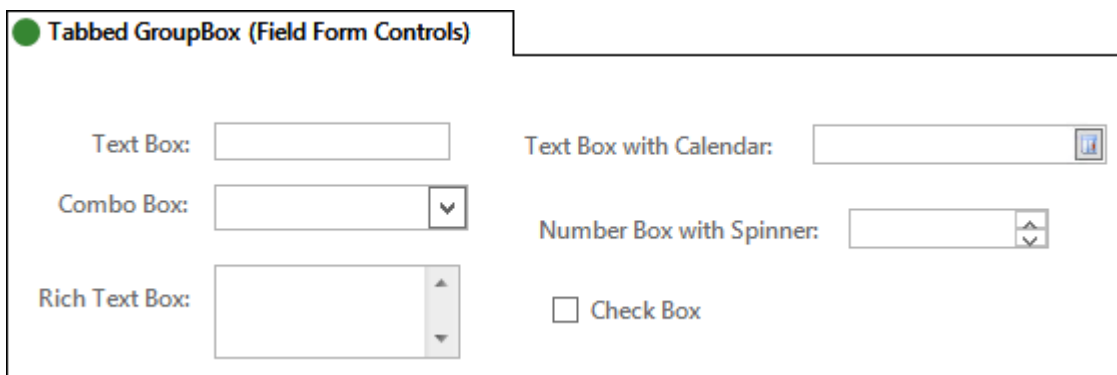 Tabbed GroupBox (Field Form Controls)
Text Box:
Text Box with Calendar:
Combo Box:
Number Box with Spinner:
Rich Text Box:
Check Box